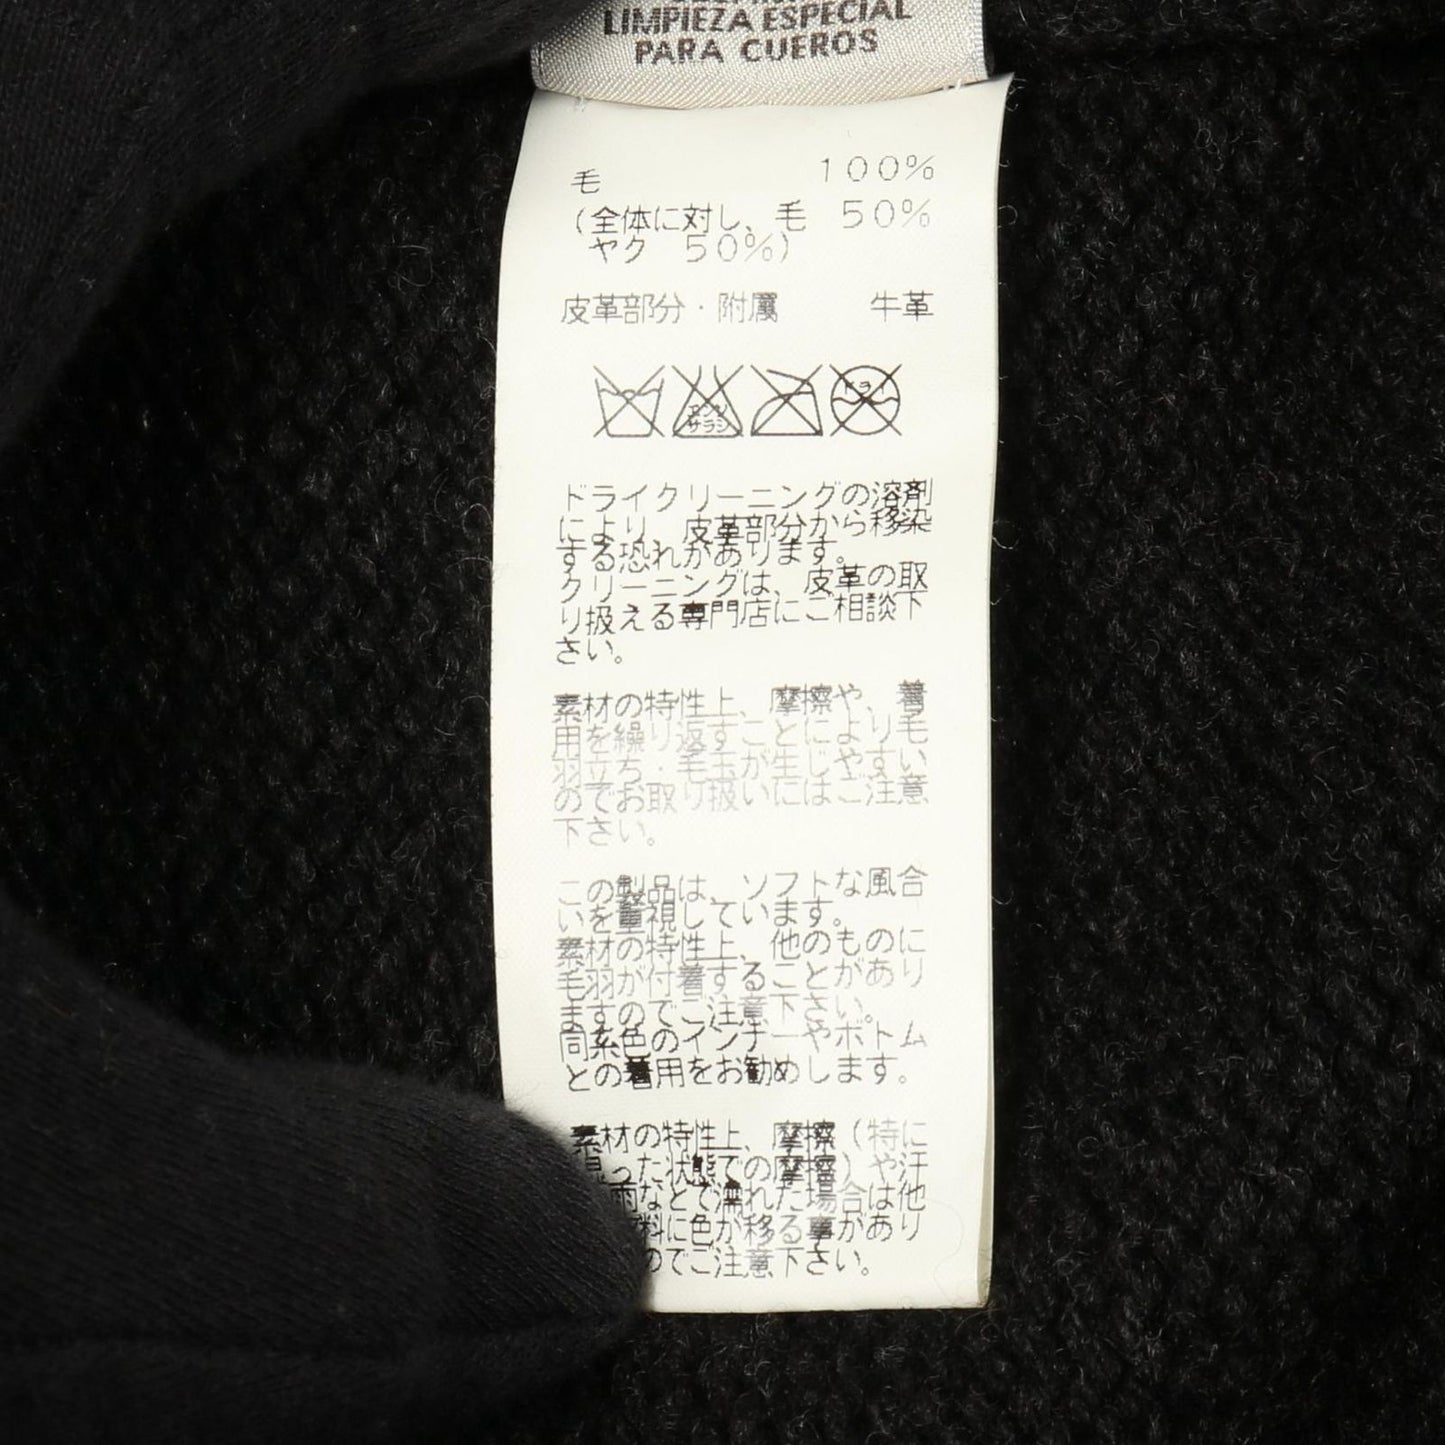 LIMPIEZA ESPECIAL
PARA CUEROS
毛 100%
(全体に対し、毛 50%
ヤク 50%)
皮革部分・附属 牛革
エンソ
サラシ
ドライ
ドライクリーニングの溶剤
により、皮革部分から移染
する恐れがあります。
クリーニングは、皮革の取
り扱える専門店にご相談下
さい。
素材の特性上、摩擦や、着
用を繰り返すことにより毛
羽立ち・毛玉が生じやすい
のでお取り扱いにはご注意
下さい。
この製品は、ソフトな風合
いを重視しています。
素材の特性上、他のものに
毛羽が付着することがあり
ますのでご注意下さい。
同系色のインナーやボトム
との着用をお勧めします。
素材の特性上、摩擦(特に
った状態での摩擦)や汗
雨などで濡れた場合は他
料に色が移る事があり
のでご注意下さい。